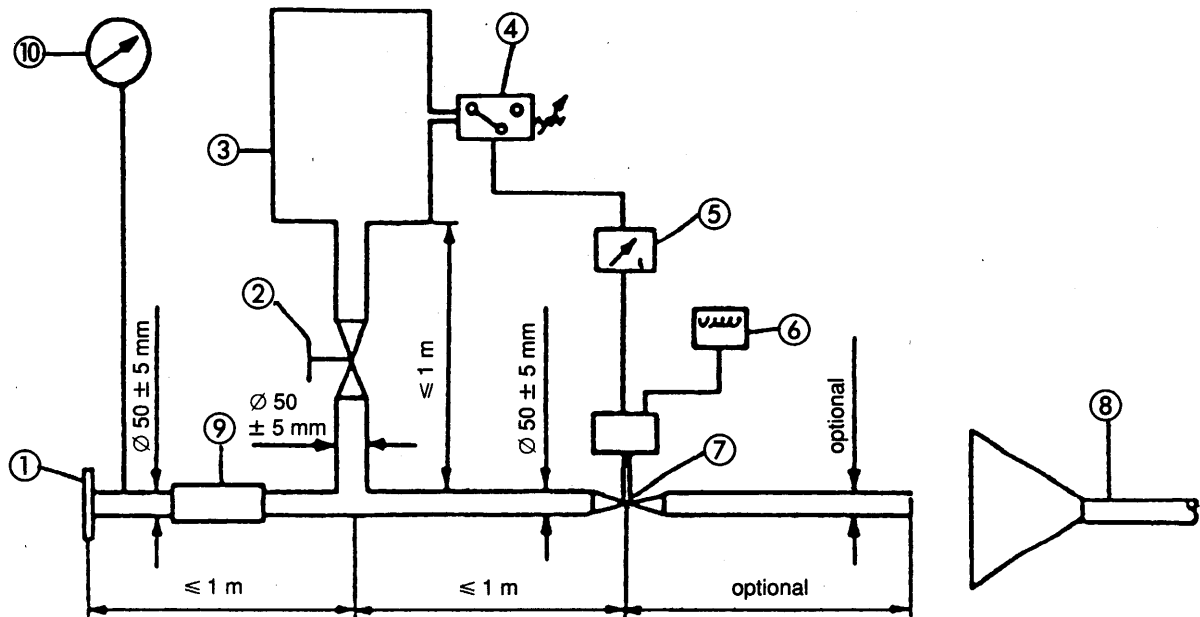 ⑩
④
③
⑤
②
⑥
Ø 50 ± 5 mm
≤ 1 m
Ø 50 ± 5 mm
optional
Ø 50
± 5 mm
⑧
⑨
⑦
①
≤ 1 m
≤ 1 m
optional